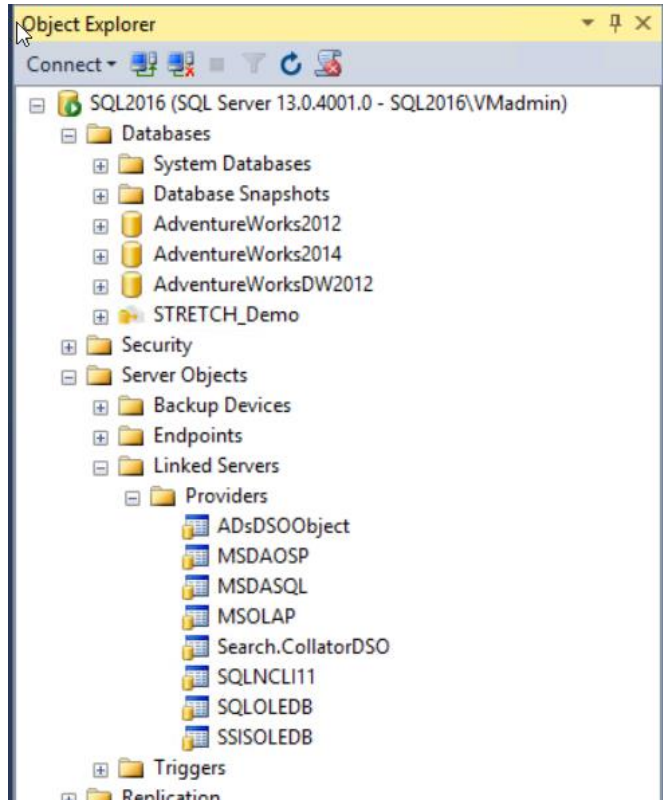 Object Explorer
Connect
SQL2016 (SQL Server 13.0.4001.0 - SQL2016\VMadmin)
Databases
System Databases
Database Snapshots
AdventureWorks2012
AdventureWorks2014
AdventureWorksDW2012
STRETCH_Demo
Security
Server Objects
Backup Devices
Endpoints
Linked Servers
Providers
ADsDSOObject
MSDAOSP
MSDASQL
MSOLAP
Search.CollatorDSO
SQLNCLI11
SQLOLEDB
SSISOLEDB
Triggers
Replication